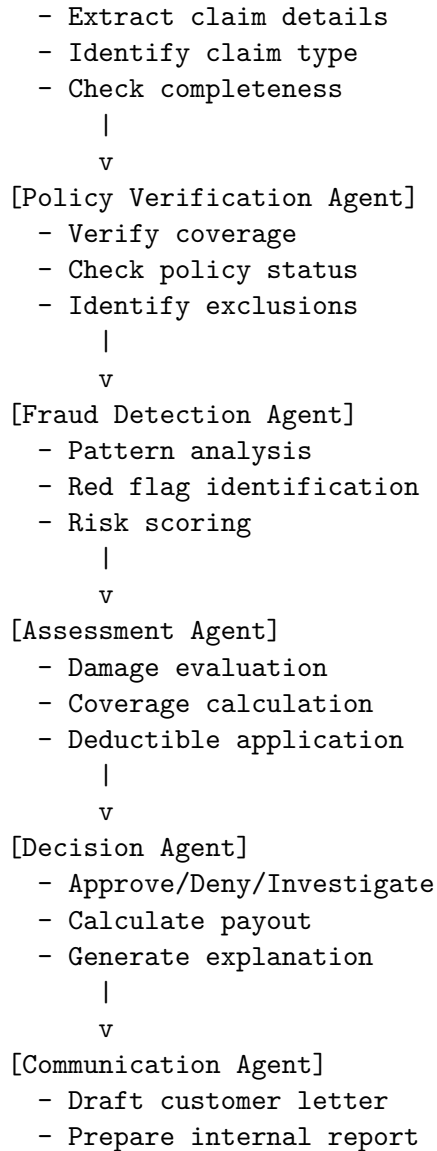 - Extract claim details
- Identify claim type
- Check completeness
|
v
[Policy Verification Agent]
- Verify coverage
- Check policy status
- Identify exclusions
|
v
[Fraud Detection Agent]
- Pattern analysis
- Red flag identification
- Risk scoring
|
v
[Assessment Agent]
- Damage evaluation
- Coverage calculation
- Deductible application
|
v
[Decision Agent]
- Approve/Deny/Investigate
- Calculate payout
- Generate explanation
|
v
[Communication Agent]
- Draft customer letter
- Prepare internal report